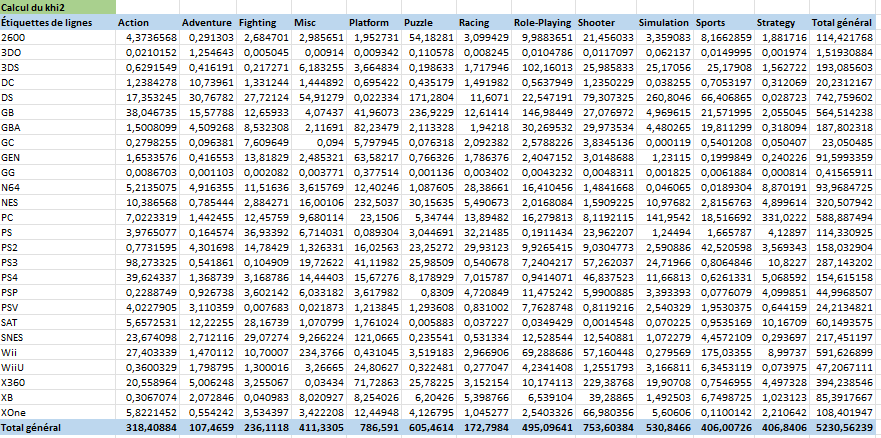 Calcul du khi2
Étiquettes de lignes Action Adventure Fighting Misc Platform Puzzle Racing Role-Playing Shooter Simulation Sports Strategy Total général
2600 4,3736568 0,291303 2,684701 2,985651 1,952731 54,18281 3,099429 9,9883651 21,456033 3,359083 8,1662859 1,881716 114,421768
3DO 0,0210152 1,254643 0,005045 0,00914 0,009342 0,110578 0,008245 0,0104786 0,0117097 0,062137 0,0149995 0,001974 1,51930884
3DS 0,6291549 0,416191 0,217271 6,183255 3,664834 0,198633 1,717946 102,16013 25,985833 25,17056 25,17908 1,562722 193,085603
DC 1,2384278 10,73961 1,331244 1,444892 0,695422 0,435179 1,491982 0,5637949 1,2350229 0,038255 0,7053197 0,312069 20,2312167
DS 17,353245 30,76782 27,72124 54,91279 0,022334 171,2804 11,6071 22,547191 79,307325 260,8046 66,406865 0,028723 742,759602
GB 38,046735 15,57788 12,65933 4,07437 41,96073 236,9229 12,61414 146,98449 27,076972 4,969615 21,571995 2,055045 564,514238
GBA 1,5008099 4,509268 8,532308 2,11691 82,23479 2,113328 1,94218 30,269532 29,973534 4,480265 19,811299 0,318094 187,802318
GC 0,2798255 0,096381 7,609649 0,094 5,797945 0,076318 2,092382 2,5788226 3,8345136 0,000119 0,5401208 0,050407 23,050485
GEN 1,6533576 0,416553 13,81829 2,485321 63,58217 0,766326 1,786376 2,4047152 3,0148688 1,23115 0,1999849 0,240226 91,5993359
GG 0,0086703 0,001103 0,002082 0,003771 0,377514 0,001136 0,003402 0,0043232 0,0048311 0,001825 0,0061884 0,000814 0,41565911
N64 5,2135075 4,916355 11,51636 3,615769 12,40246 1,087605 28,38661 16,410456 1,4841668 0,046065 0,0189304 8,870191 93,9684725
NES 10,386568 0,785444 2,884271 16,00106 232,5037 30,15635 5,490673 2,0168084 1,5909225 10,97682 2,8156763 4,899614 320,507942
PC 7,0223319 1,442455 12,45759 9,680114 23,1506 5,34744 13,89482 16,279813 8,1192115 141,9542 18,516692 331,0222 588,887494
PS 3,9765077 0,164574 36,93392 6,714031 0,089304 3,044691 32,21485 0,1911434 23,962207 1,24494 1,665787 4,12897 114,330925
PS2 0,7731595 4,301698 14,78429 1,326331 16,02563 23,25272 29,93123 9,9265415 9,0304773 2,590886 42,520598 3,569343 158,032904
PS3 98,273325 0,541861 0,104909 19,72622 41,11982 25,98509 0,540678 7,2404217 57,262037 24,71966 0,8064846 10,8227 287,143202
PS4 39,624337 1,368739 3,168786 14,44403 15,67276 8,178929 7,015787 0,9414071 46,837523 11,66813 0,6261331 5,068592 154,615158
PSP 0,2288749 0,926738 3,602142 6,033182 3,617982 0,8309 4,720849 11,475242 5,9900885 3,393393 0,0776079 4,099851 44,9968507
PSV 4,0227905 3,110359 0,007683 0,021873 1,213845 1,293608 0,831002 7,7628748 0,8119216 2,540329 1,9530375 0,644159 24,2134821
SAT 5,6572531 12,22255 28,16739 1,070799 1,761024 0,005883 0,037227 0,0349429 0,0014548 0,070225 0,9535169 10,16709 60,1493575
SNES 23,674098 2,712116 29,07274 9,266224 121,0665 0,235541 0,531334 12,528544 12,540881 1,072279 4,4572109 0,293697 217,451197
Wii 27,403339 1,470112 10,70007 234,3766 0,431045 3,519183 2,966906 69,288686 57,160448 0,279569 175,03355 8,99737 591,626899
WiiU 0,3600329 1,798795 1,300016 3,26665 24,80627 0,322481 0,277047 4,2341408 1,2551793 3,166811 6,3453119 0,073975 47,2067111
X360 20,558964 5,006248 3,255067 0,03434 71,72863 25,78225 3,152154 10,174113 229,38768 19,90708 0,7546955 4,497328 394,238546
XB 0,3067074 2,072846 0,040983 8,020927 8,254026 6,20426 5,398766 6,539104 39,28865 1,492503 6,7498725 1,023123 85,3917667
XOne 5,8221452 0,554242 3,534397 3,422208 12,44948 4,126795 1,045277 2,5403326 66,980356 5,60606 0,1100142 2,210642 108,401947
Total général 318,40884 107,4659 236,1118 411,3305 786,591 605,4614 172,7984 495,09641 753,60384 530,8466 406,00726 406,8406 5230,56239